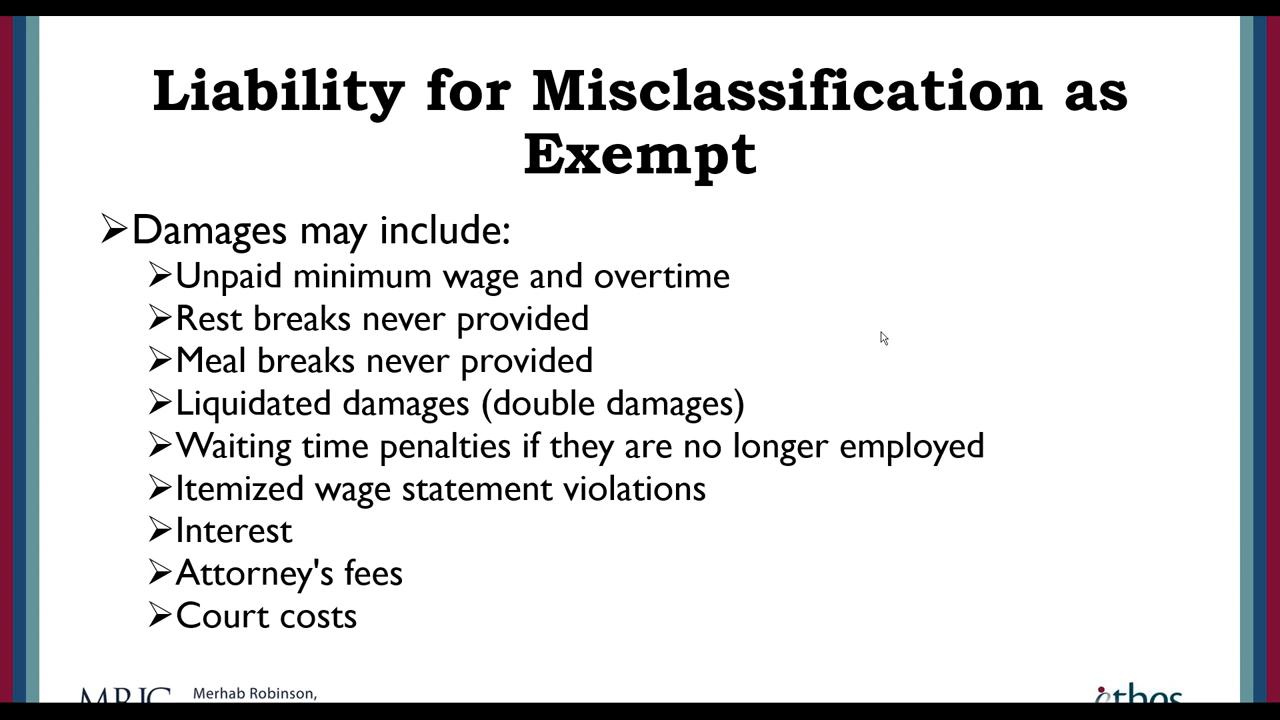 Liability for Misclassification as
Exempt
➢Damages may include:
➢Unpaid minimum wage and overtime
➢Rest breaks never provided
➢Meal breaks never provided
➢Liquidated damages (double damages)
➢Waiting time penalties if they are no longer employed
➢Itemized wage statement violations
➢Interest
➢Attorney's fees
➢Court costs
Merhab Robinson,
ethos